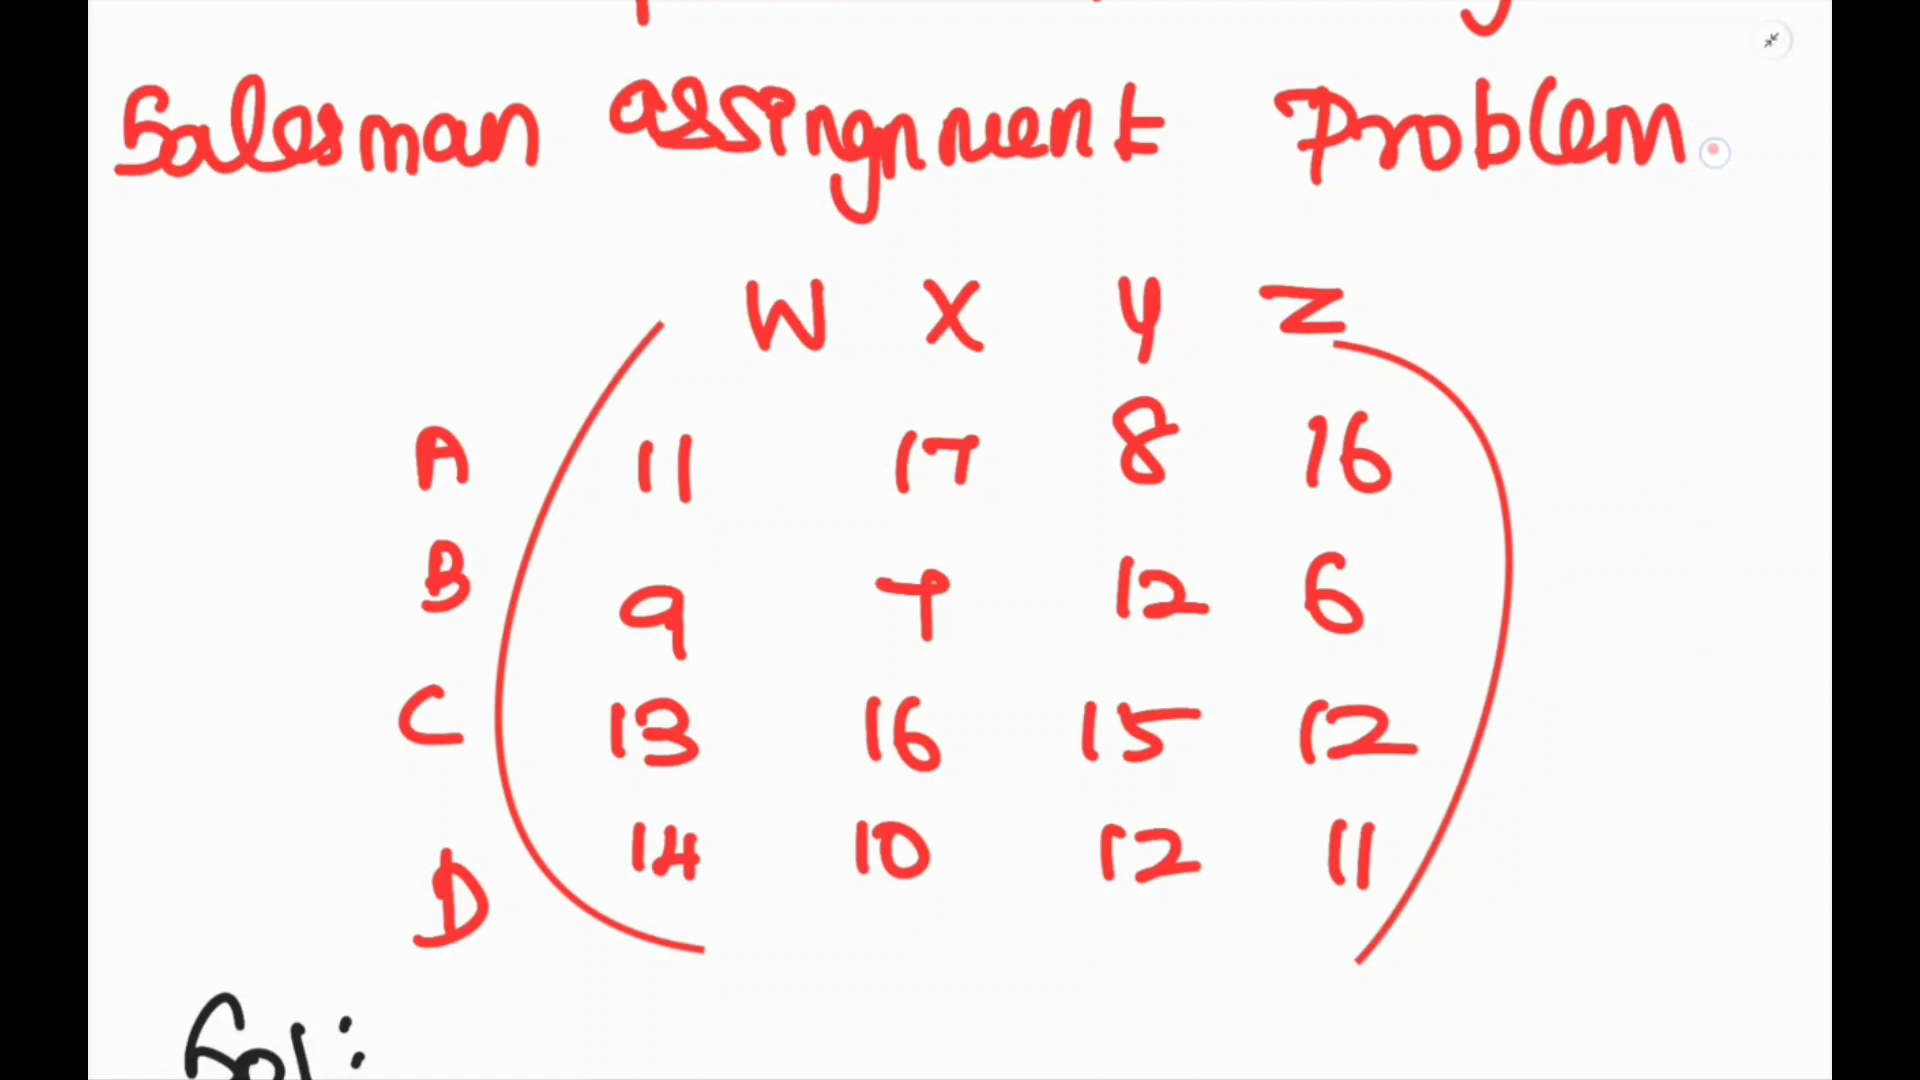 Salesman assingnment Problem
W X Y Z
A 11 17 8 16
B 9 7 12 6
C 13 16 15 12
D 14 10 12 11
Sol: